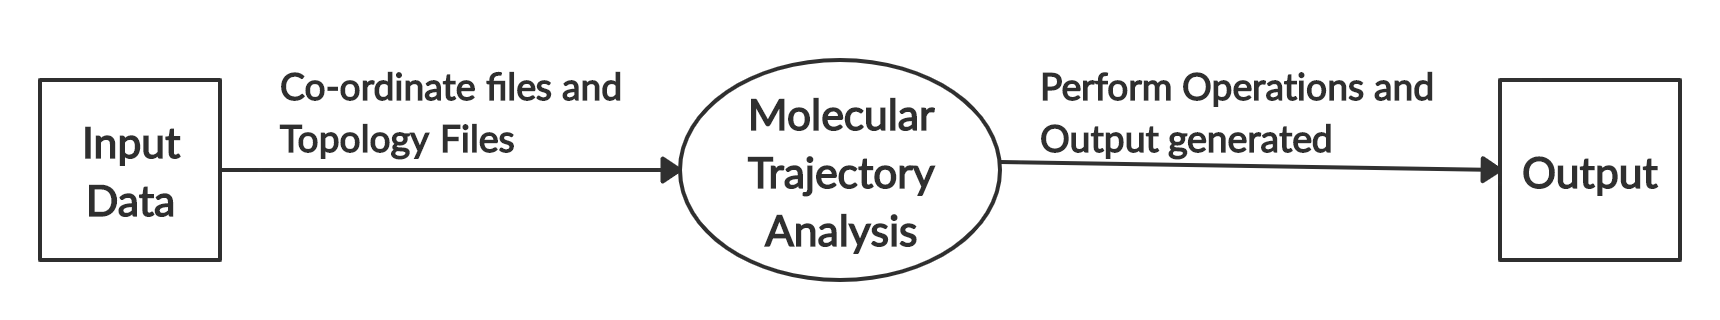 Input
Data
Co-ordinate files and
Topology Files
Molecular
Trajectory
Analysis
Perform Operations and
Output generated
Output